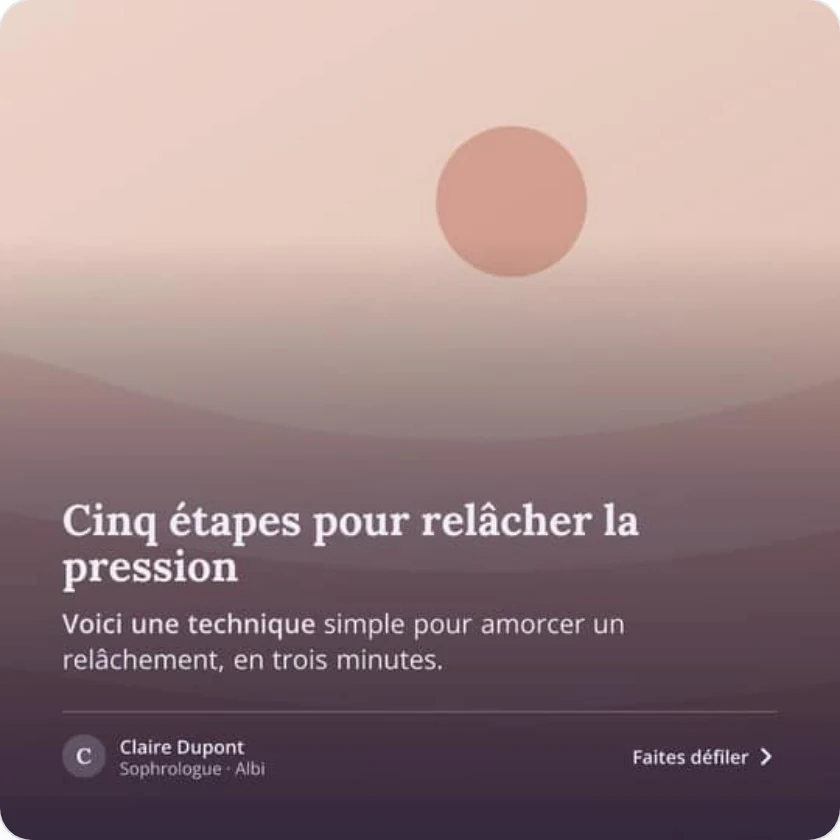 Cinq étapes pour relâcher la
pression
Voici une technique simple pour amorcer un
relâchement, en trois minutes.
C
Claire Dupont
Sophrologue · Albi
Faites défiler